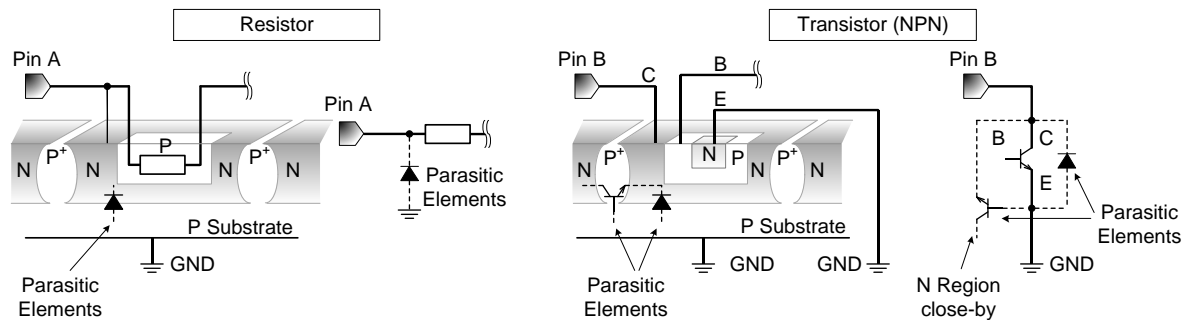 Resistor
Transistor (NPN)
Pin A
Pin B
C
B
E
Pin B
Pin A
N
P+
N
P
N
P+
N
N
P+
N
N
P
N
P+
N
B
C
E
Parasitic
Elements
Parasitic
Elements
P Substrate
GND
Parasitic
Elements
P Substrate
GND
GND
Parasitic
Elements
GND
N Region
close-by